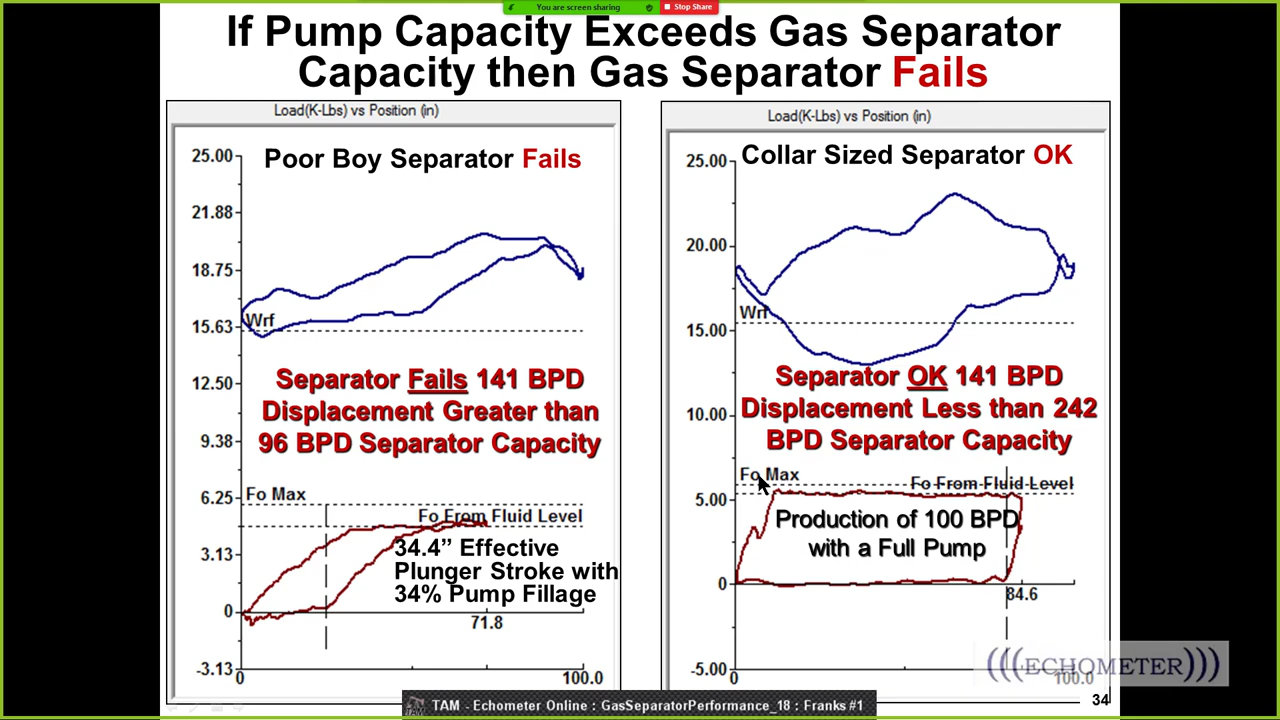 You are screen sharing
Stop Share
If Pump Capacity Exceeds Gas Separator
Capacity then Gas Separator Fails
Load(K-Lbs) vs Position (in)
Poor Boy Separator Fails
25.00
21.88
18.75
15.63
12.50
9.38
6.25
3.13
0
-3.13
Wrf
Separator Fails 141 BPD
Displacement Greater than
96 BPD Separator Capacity
Fo Max
Fo From Fluid Level
34.4” Effective
Plunger Stroke with
34% Pump Fillage
71.8
0
100.0
Load(K-Lbs) vs Position (in)
Collar Sized Separator OK
25.00
20.00
15.00
10.00
5.00
0
-5.00
Wrf
Separator OK 141 BPD
Displacement Less than 242
BPD Separator Capacity
Fo Max
Fo From Fluid Level
Production of 100 BPD
with a Full Pump
84.6
0
100.0
(((ECHOMETER)))
TAM - Echometer Online : GasSeparatorPerformance_18 : Franks #1
TAM
34